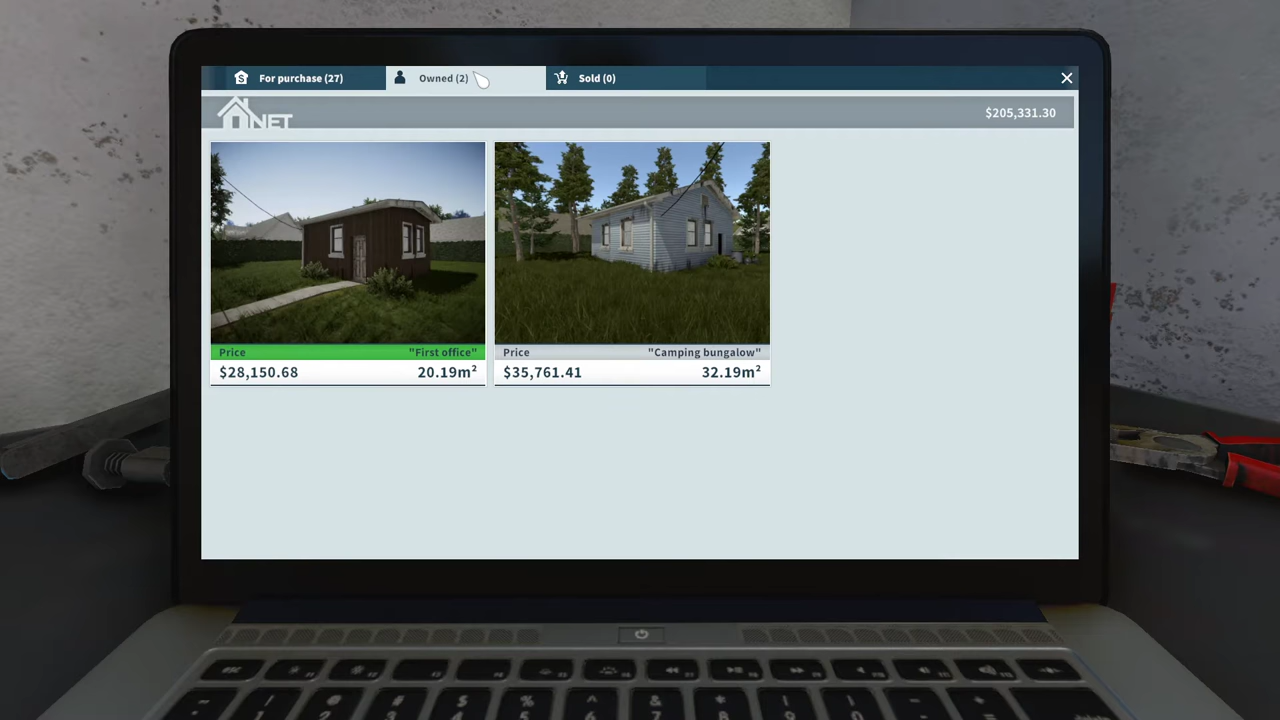 For purchase (27)
Owned (2)
Sold (0)
NET
$205,331.30
Price "First office"
$28,150.68 20.19m²
Price "Camping bungalow"
$35,761.41 32.19m²